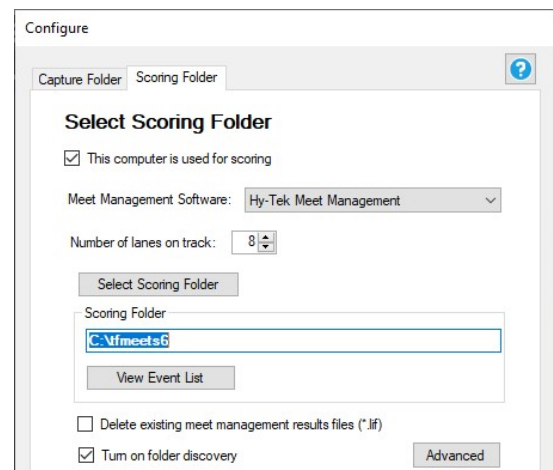 Configure
Capture Folder Scoring Folder
Select Scoring Folder
This computer is used for scoring
Meet Management Software: Hy-Tek Meet Management
Number of lanes on track: 8
Select Scoring Folder
Scoring Folder
C:\tfmeets6
View Event List
Delete existing meet management results files (*.lif)
Turn on folder discovery Advanced